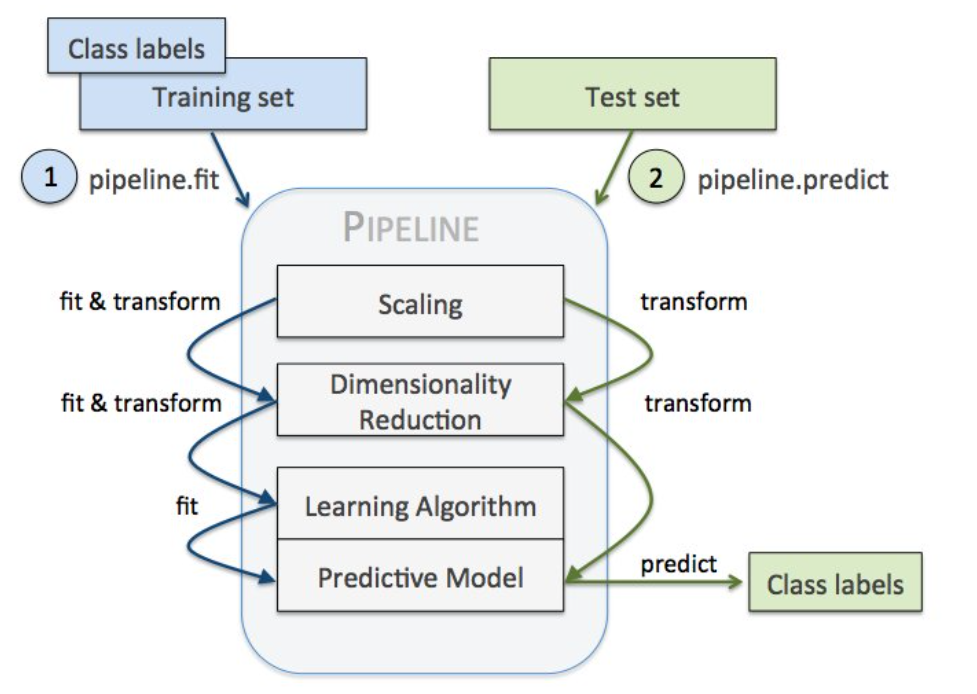 Class labels
Training set
Test set
1
pipeline.fit
2
pipeline.predict
PIPELINE
fit & transform
Scaling
transform
fit & transform
Dimensionality
Reduction
transform
fit
Learning Algorithm
Predictive Model
predict
Class labels